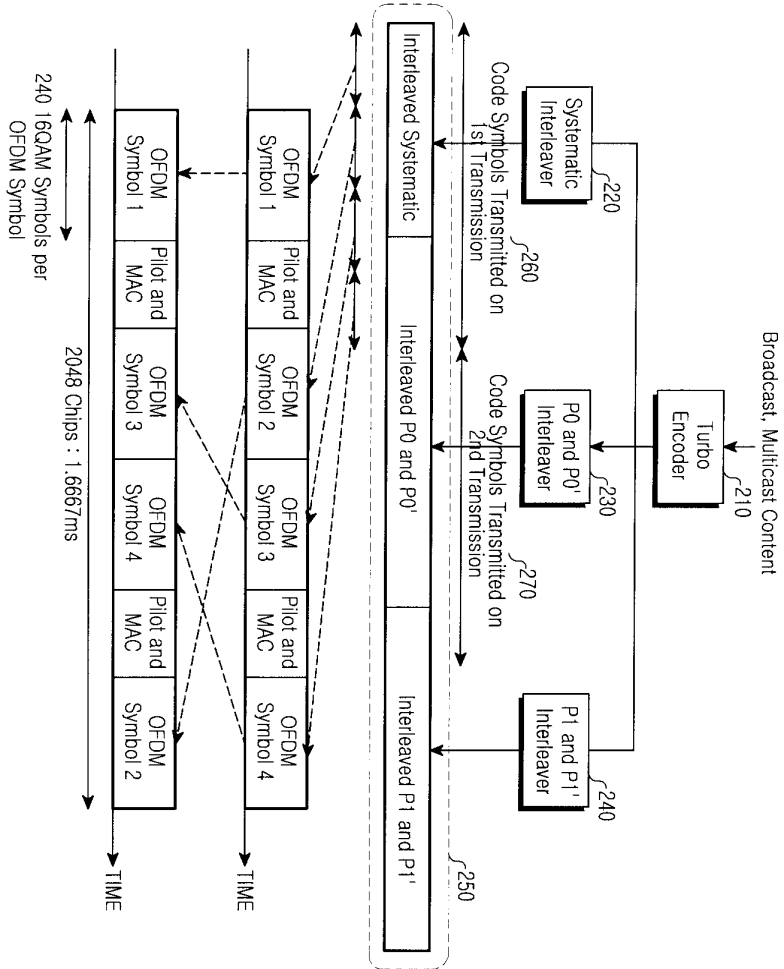 Broadcast, Multicast Content
Turbo
Encoder
210
Systematic
Interleaver
220
P0 and P0'
Interleaver
230
P1 and P1'
Interleaver
240
260
Code Symbols Transmitted on
1st Transmission
270
Code Symbols Transmitted on
2nd Transmission
250
Interleaved Systematic
Interleaved P0 and P0'
Interleaved P1 and P1'
OFDM
Symbol 1
Pilot and
MAC
OFDM
Symbol 2
OFDM
Symbol 3
Pilot and
MAC
OFDM
Symbol 4
TIME
OFDM
Symbol 1
Pilot and
MAC
OFDM
Symbol 3
OFDM
Symbol 4
Pilot and
MAC
OFDM
Symbol 2
TIME
2048 Chips : 1.6667ms
240 16QAM Symbols per
OFDM Symbol